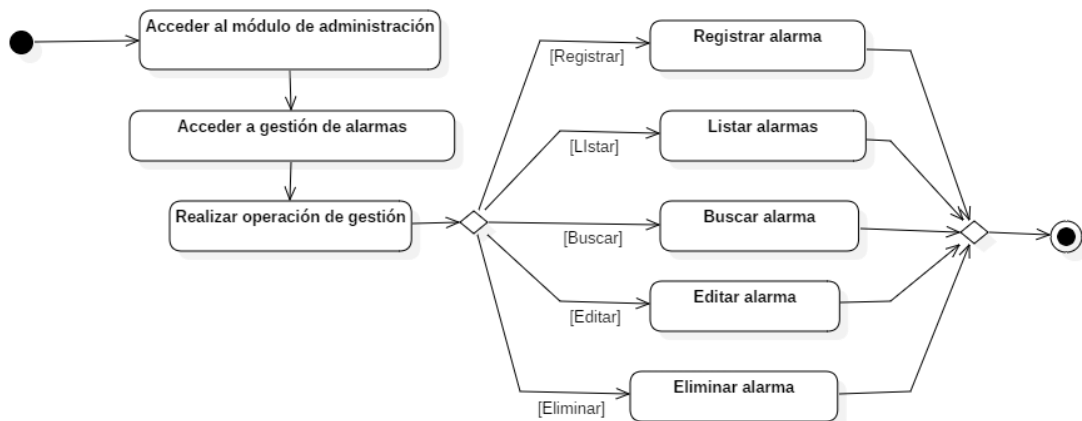 Acceder al módulo de administración
Acceder a gestión de alarmas
Realizar operación de gestión
[Registrar]
Registrar alarma
[LIstar]
Listar alarmas
[Buscar]
Buscar alarma
[Editar]
Editar alarma
[Eliminar]
Eliminar alarma